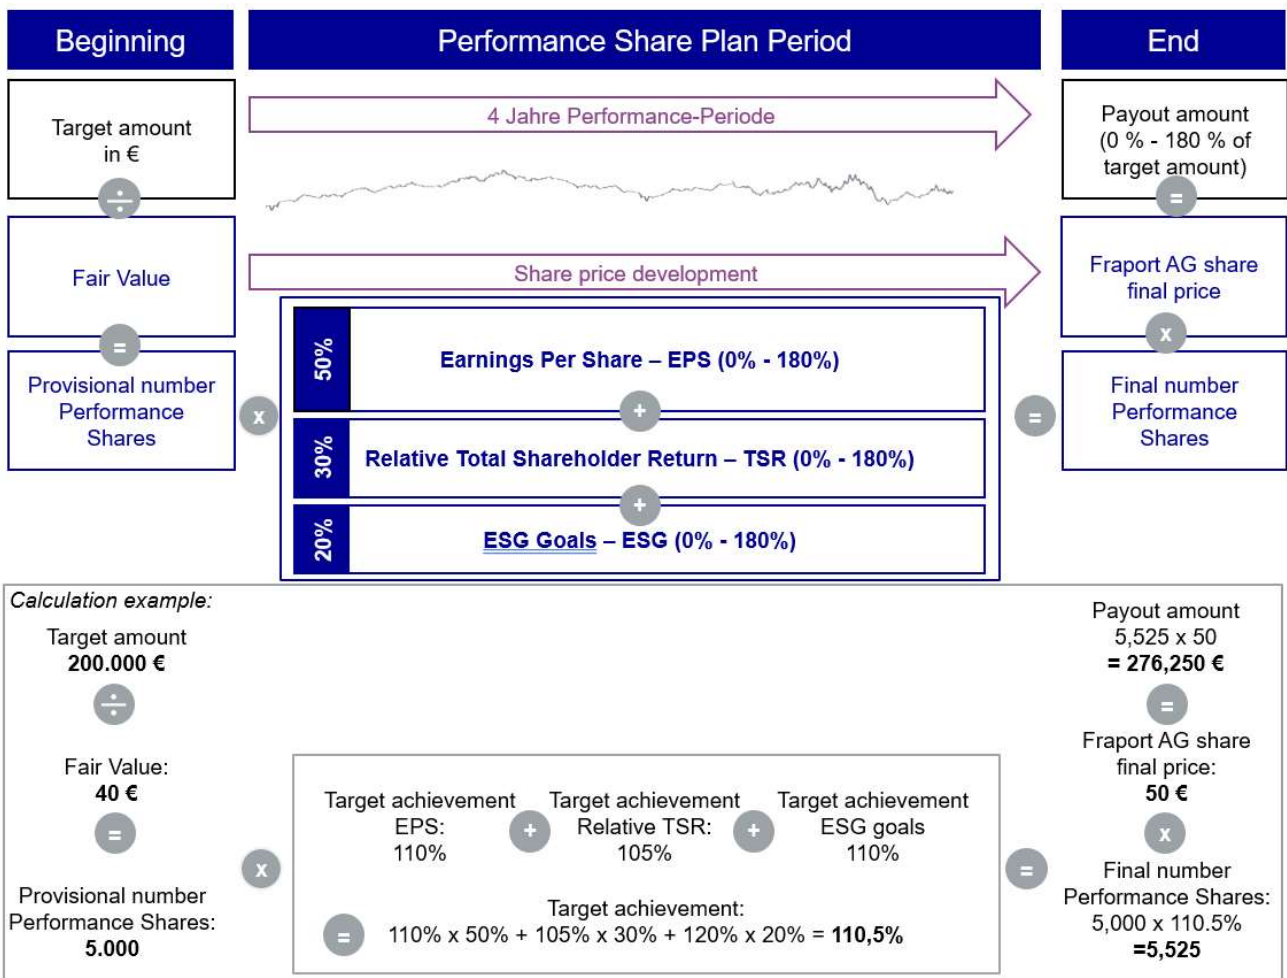 Beginning
Performance Share Plan Period
End
Target amount
in €
÷
Fair Value
=
Provisional number
Performance
Shares
4 Jahre Performance-Periode
Share price development
x
50%
Earnings Per Share – EPS (0% - 180%)
+
30%
Relative Total Shareholder Return – TSR (0% - 180%)
+
20%
ESG Goals – ESG (0% - 180%)
=
Payout amount
(0 % - 180 % of
target amount)
=
Fraport AG share
final price
x
Final number
Performance
Shares
Calculation example:
Target amount
200.000 €
÷
Fair Value:
40 €
=
Provisional number
Performance Shares:
5.000
x
Target achievement
EPS:
110%
+
Target achievement
Relative TSR:
105%
+
Target achievement
ESG goals
110%
Target achievement:
= 110% x 50% + 105% x 30% + 120% x 20% = 110,5%
=
Payout amount
5,525 x 50
= 276,250 €
=
Fraport AG share
final price:
50 €
x
Final number
Performance Shares:
5,000 x 110.5%
=5,525